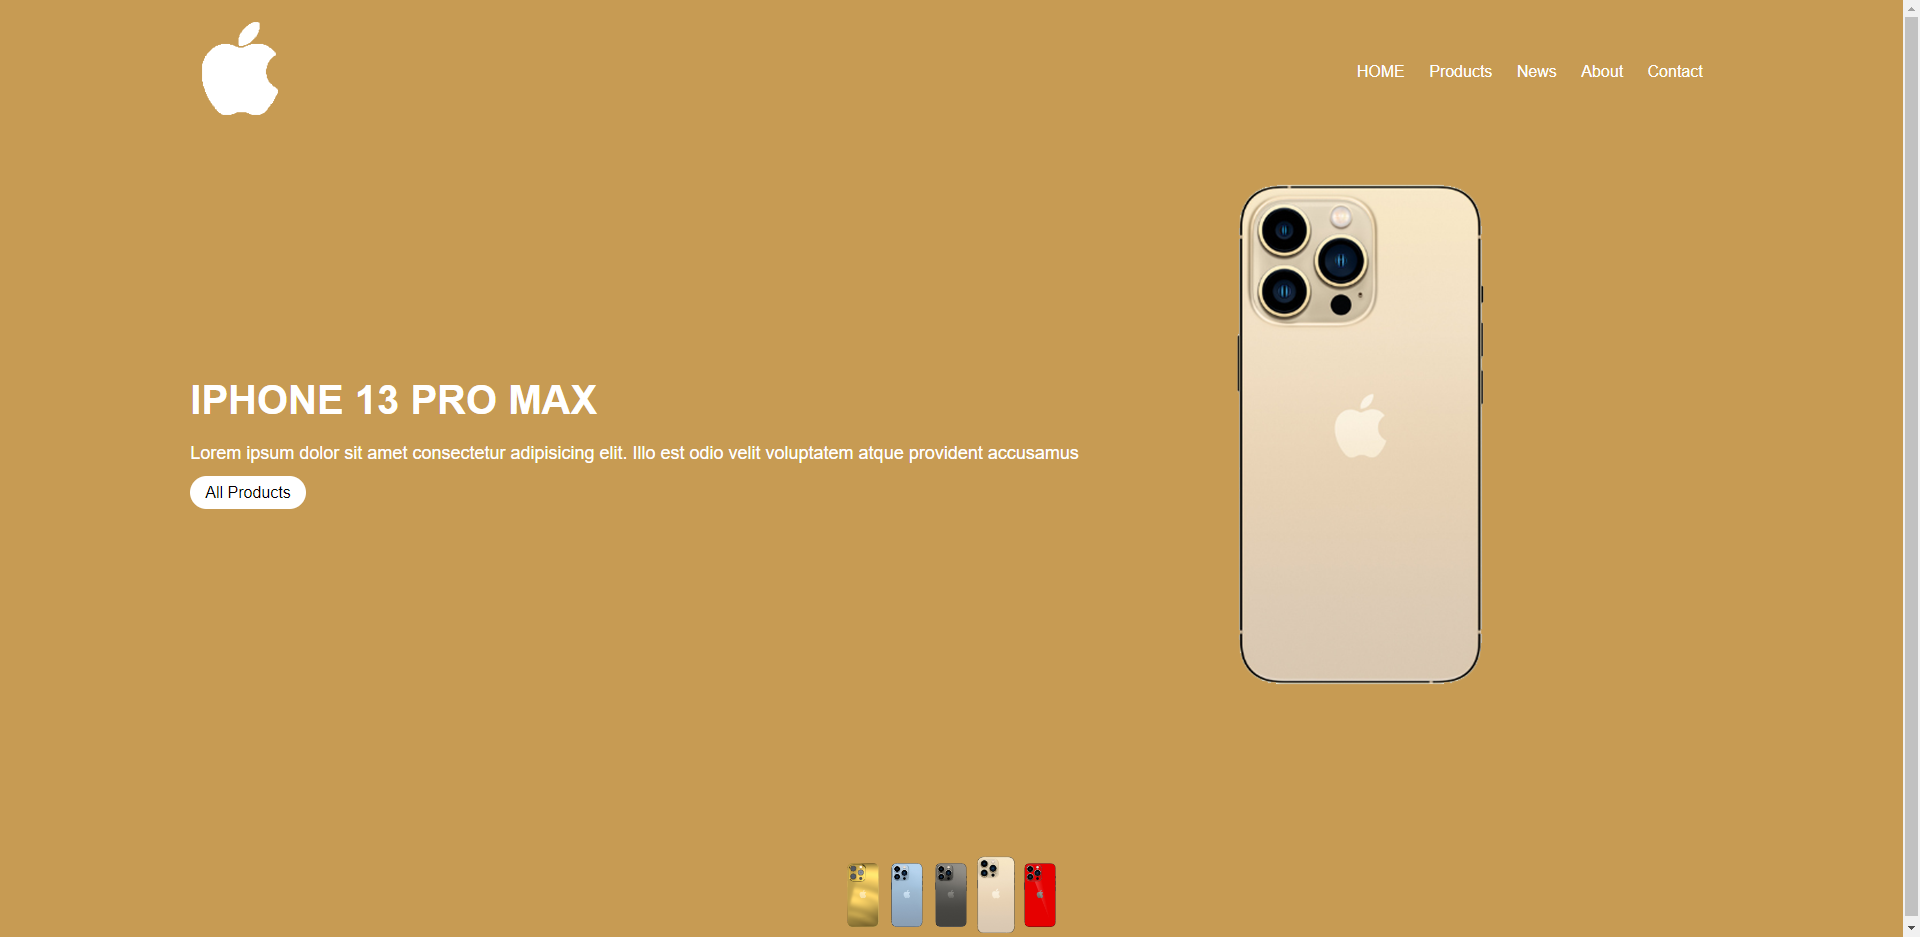 HOME Products News About Contact
IPHONE 13 PRO MAX
Lorem ipsum dolor sit amet consectetur adipisicing elit. Illo est odio velit voluptatem atque provident accusamus
All Products